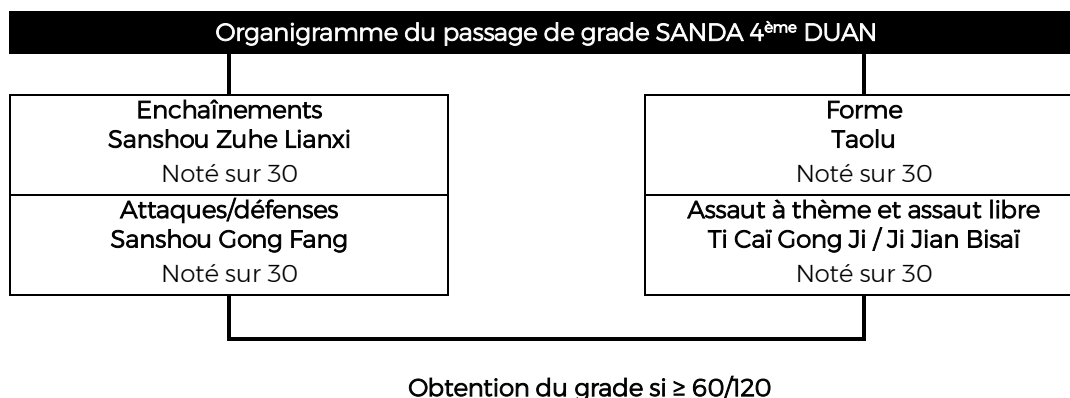 Organigramme du passage de grade SANDA 4ème DUAN
Enchaînements
Sanshou Zuhe Lianxi
Noté sur 30
Attaques/défenses
Sanshou Gong Fang
Noté sur 30
Forme
Taolu
Noté sur 30
Assaut à thème et assaut libre
Ti Caï Gong Ji / Ji Jian Bisaï
Noté sur 30
Obtention du grade si ≥ 60/120